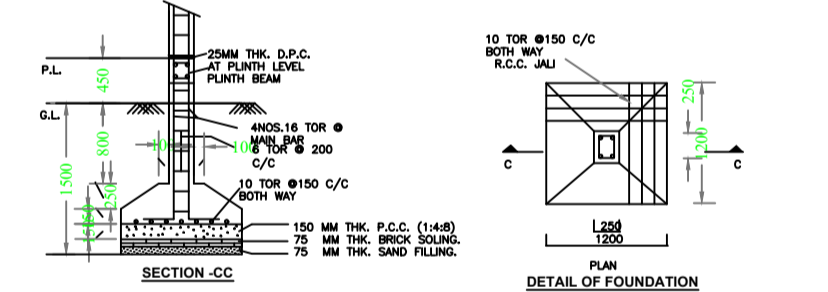 25MM THK. D.P.C.
AT PLINTH LEVEL
PLINTH BEAM
P.L.
450
G.L.
4NOS.16 TOR @
MAIN BAR
6 TOR @ 200
C/C
800
1500
250
10 TOR @150 C/C
BOTH WAY
150 MM THK. P.C.C. (1:4:8)
75 MM THK. BRICK SOLING.
75 MM THK. SAND FILLING.
SECTION -CC
10 TOR @150 C/C
BOTH WAY
R.C.C. JALI
250
1200
C
C
250
1200
PLAN
DETAIL OF FOUNDATION